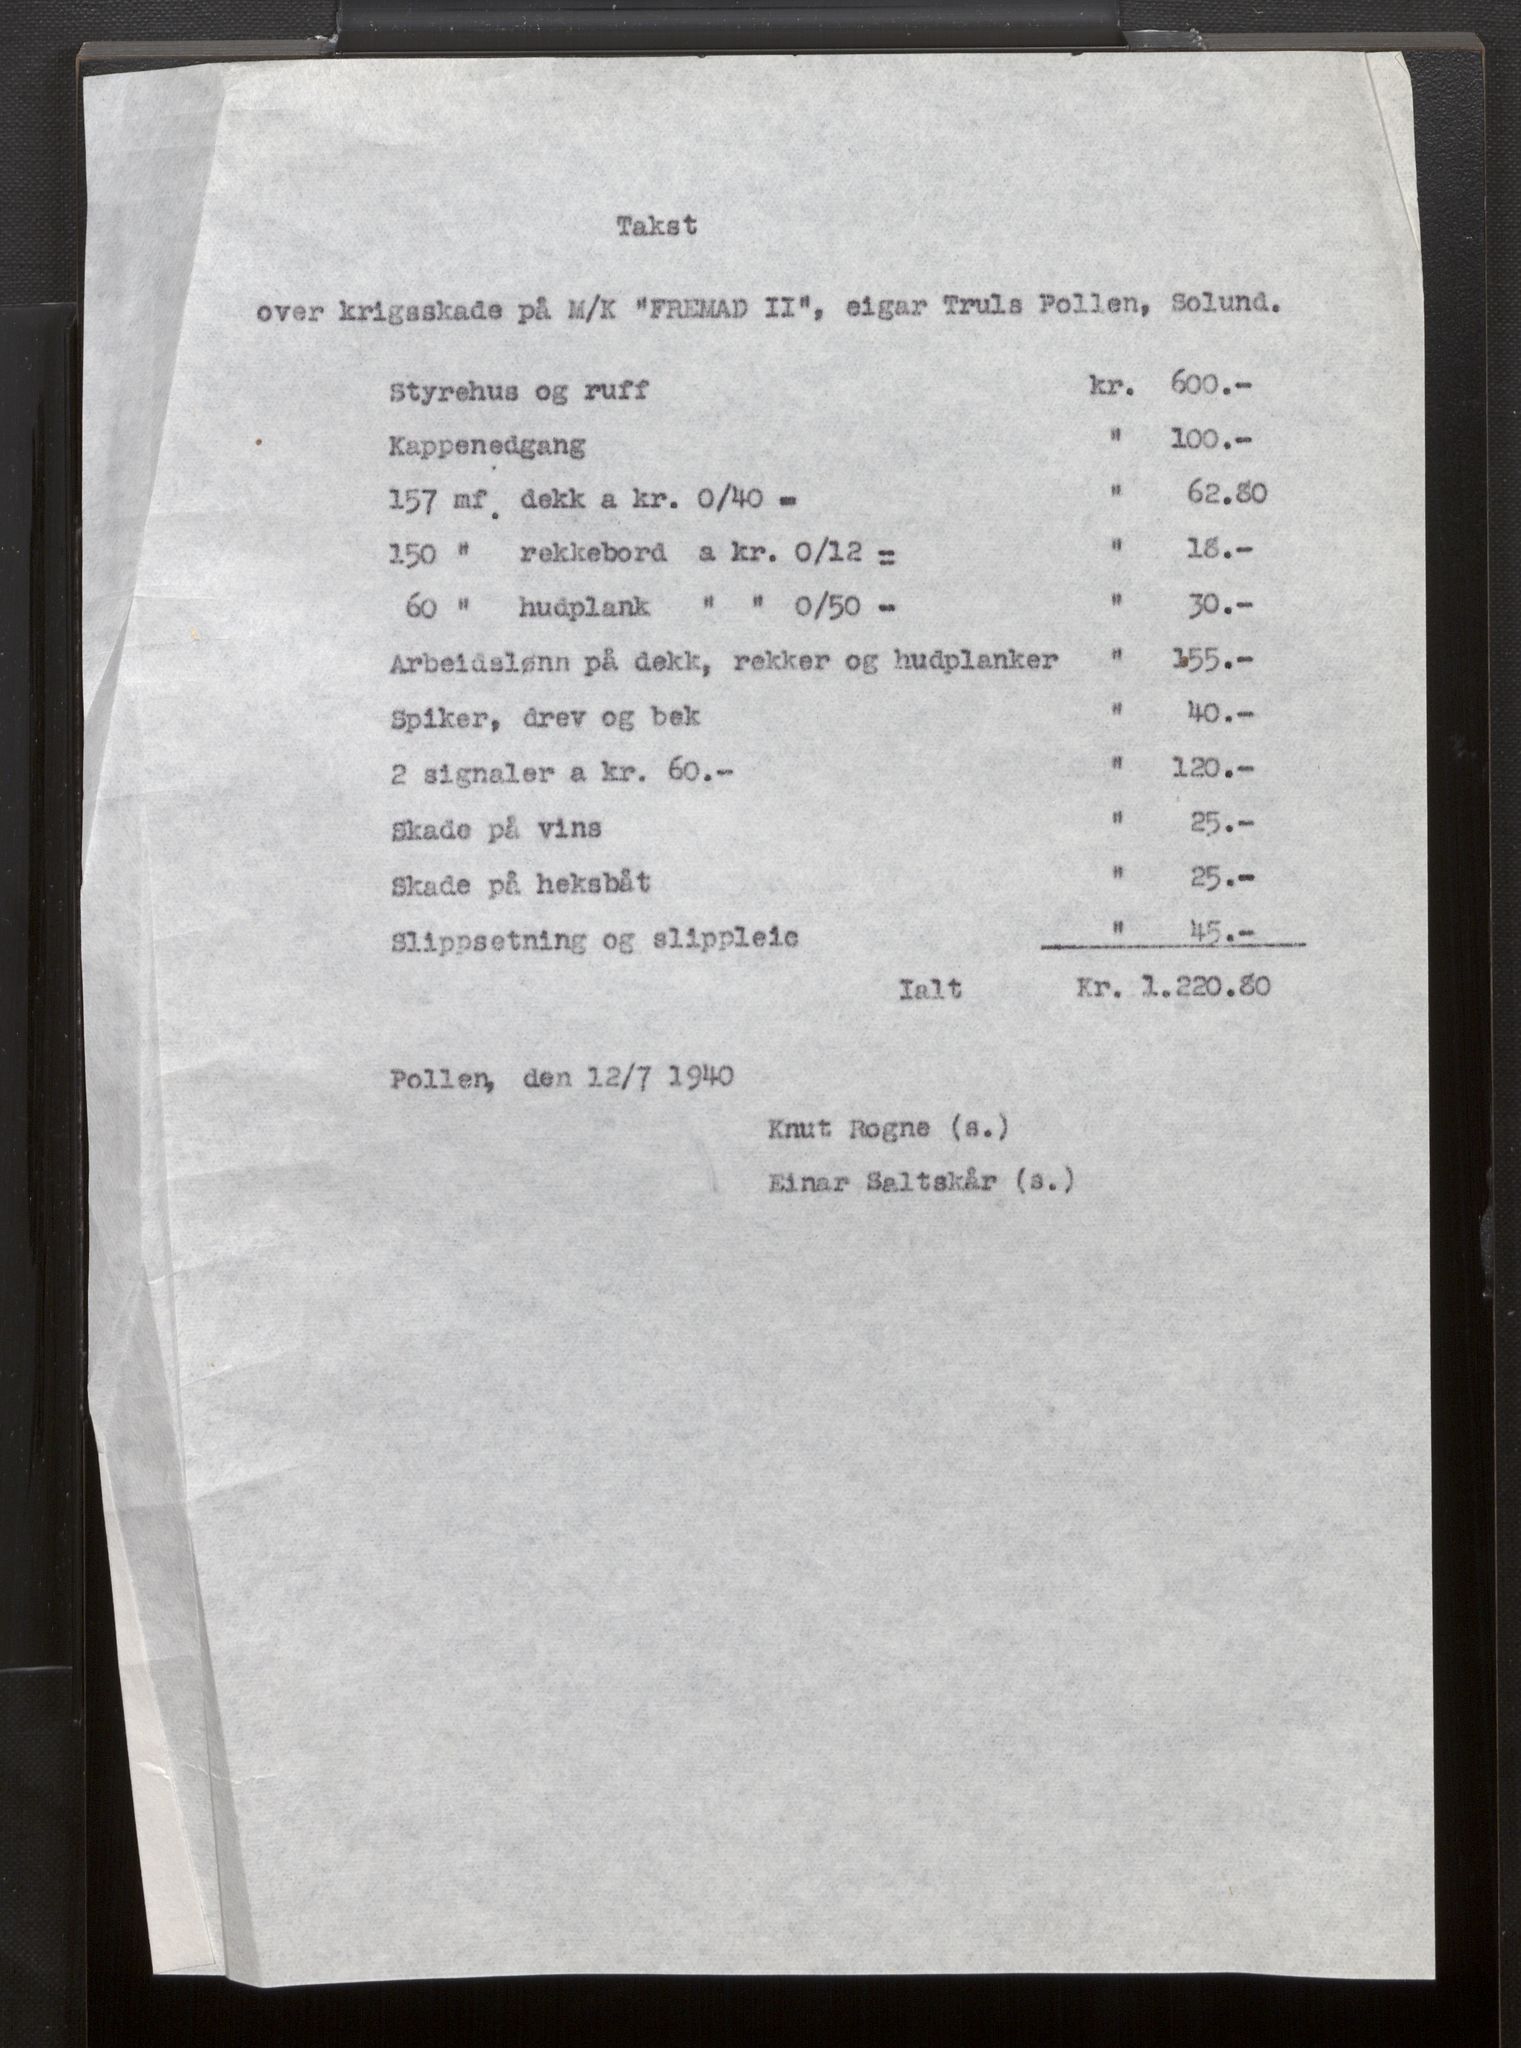 Takst
over krigsskade på M/K "FREMAD II", eigar Truls Pollen, Solund.
Styrehus og ruff kr. 600.-
Kappenedgang " 100.-
157 mf. dekk a kr. 0/40 = " 62.80
150 " rekkebord a kr. 0/12 = " 18.-
60 " hudplank " " 0/50 = " 30.-
Arbeidslønn på dekk, rekker og hudplanker " 155.-
Spiker, drev og bek " 40.-
2 signaler a kr. 60.- " 120.-
Skade på vins " 25.-
Skade på heksbåt " 25.-
Slippsetning og slippleie " 45.-
Ialt Kr. 1.220.80
Pollen, den 12/7 1940
Knut Rogne (s.)
Einar Saltskår (s.)